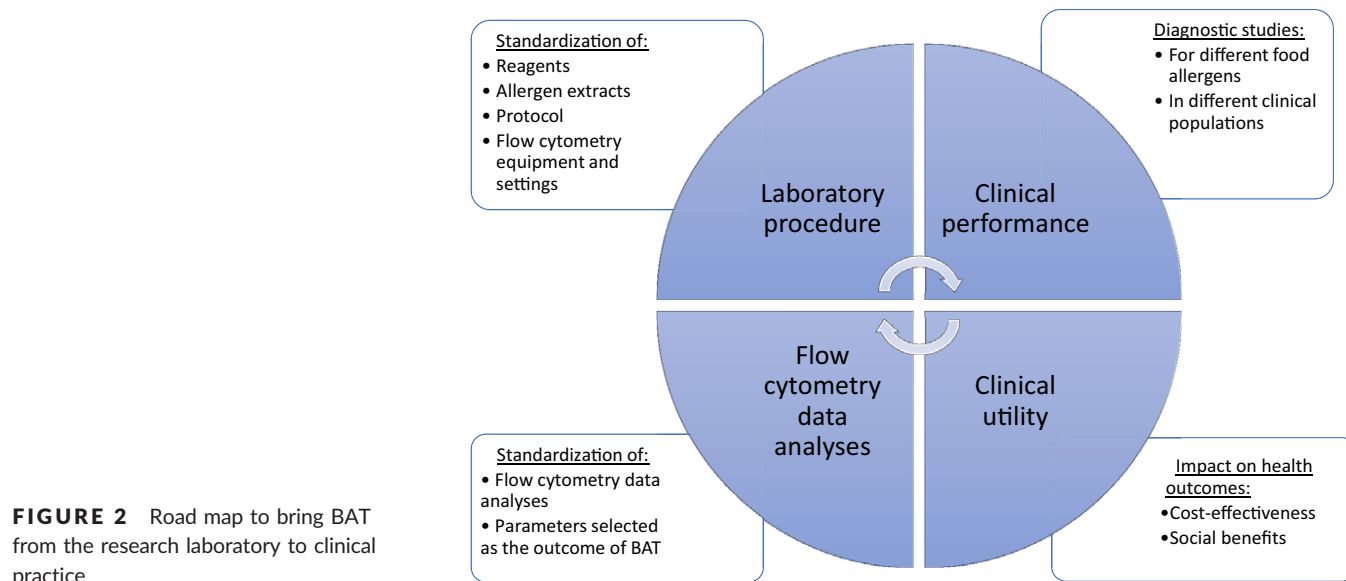 Standardization of:
• Reagents
• Allergen extracts
• Protocol
• Flow cytometry
equipment and
settings
Diagnostic studies:
• For different food
allergens
• In different clinical
populations
Laboratory
procedure
Clinical
performance
Flow
cytometry
data
analyses
Clinical
utility
Standardization of:
• Flow cytometry data
analyses
• Parameters selected
as the outcome of BAT
Impact on health
outcomes:
•Cost-effectiveness
•Social benefits
FIGURE 2 Road map to bring BAT
from the research laboratory to clinical
practice